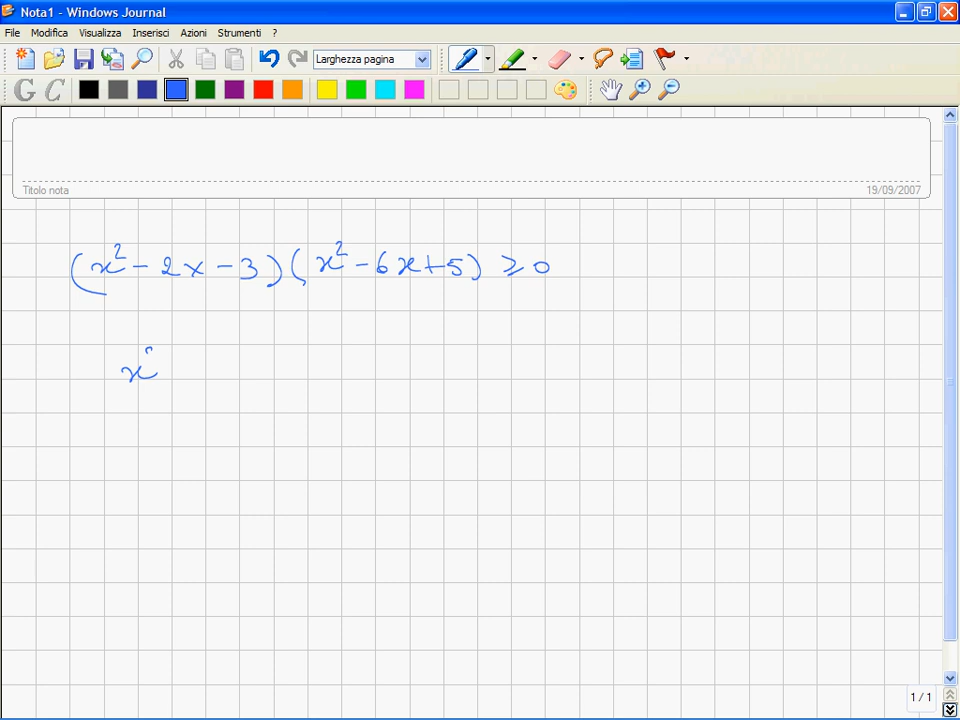 Nota1 - Windows Journal
File Modifica Visualizza Inserisci Azioni Strumenti ?
Larghezza pagina
G C
Titolo nota 19/09/2007
(x² - 2x - 3)(x² - 6x + 5) ≥ 0
x
1 / 1